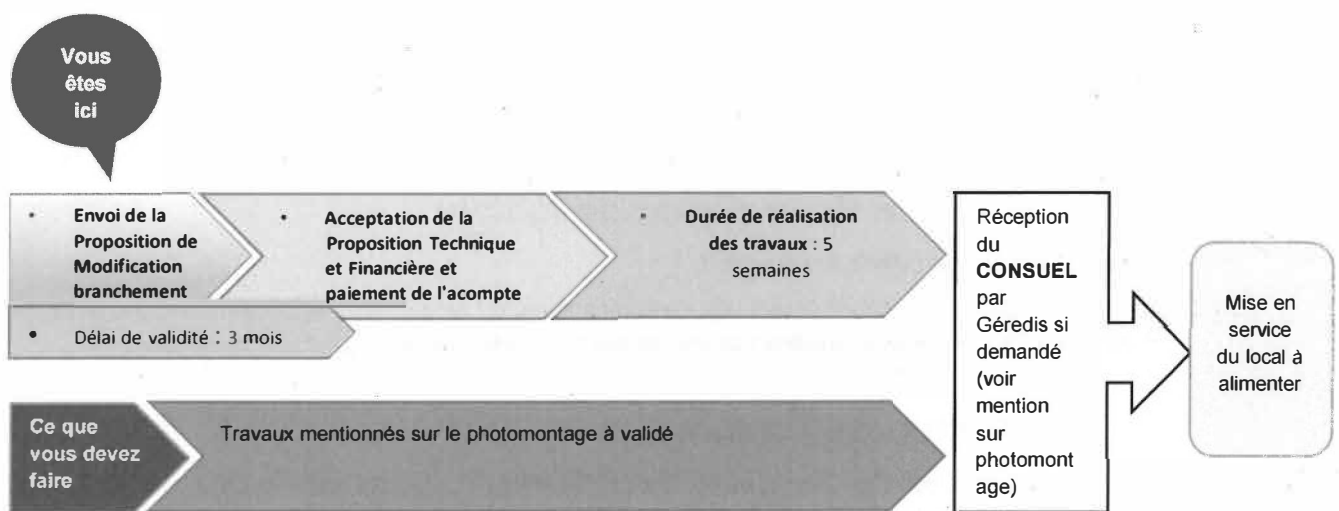 Vous
êtes
ici
• Envoi de la
Proposition de
Modification
branchement
• Acceptation de la
Proposition Technique
et Financière et
paiement de l'acompte
• Durée de réalisation
des travaux : 5
semaines
• Délai de validité : 3 mois
Réception
du
CONSUEL
par
Géredis si
demandé
(voir
mention
sur
photomont
age)
Mise en
service
du local à
alimenter
Ce que
vous devez
faire
Travaux mentionnés sur le photomontage à validé